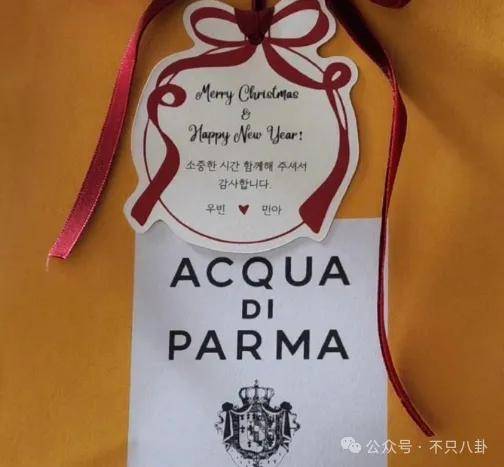 Merry Christmas
&
Happy New Year!
소중한 시간 함께해 주셔서
감사합니다.
우빈 ♥ 민아
ACQUA
DI
PARMA
公众号·不只八卦